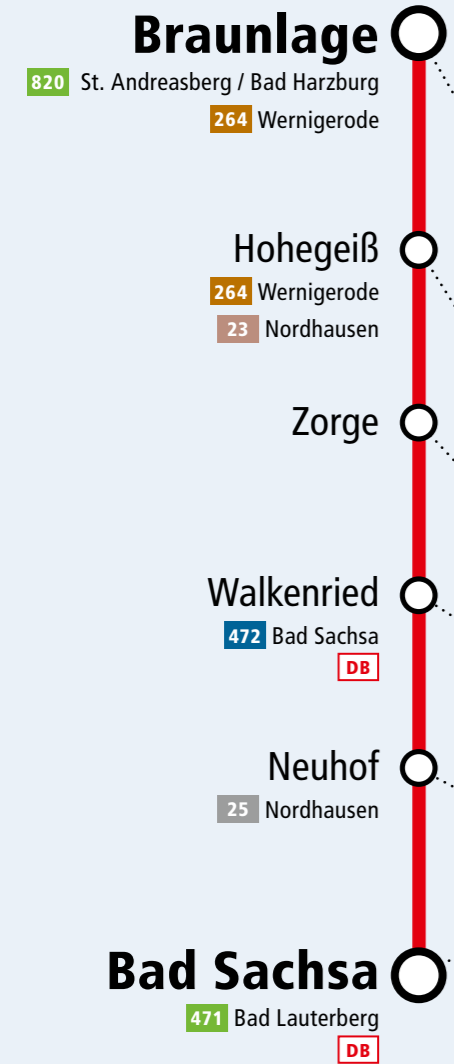 Braunlage
820 St. Andreasberg / Bad Harzburg
264 Wernigerode
Hohegeiß
264 Wernigerode
23 Nordhausen
Zorge
Walkenried
472 Bad Sachsa
DB
Neuhof
25 Nordhausen
Bad Sachsa
471 Bad Lauterberg
DB